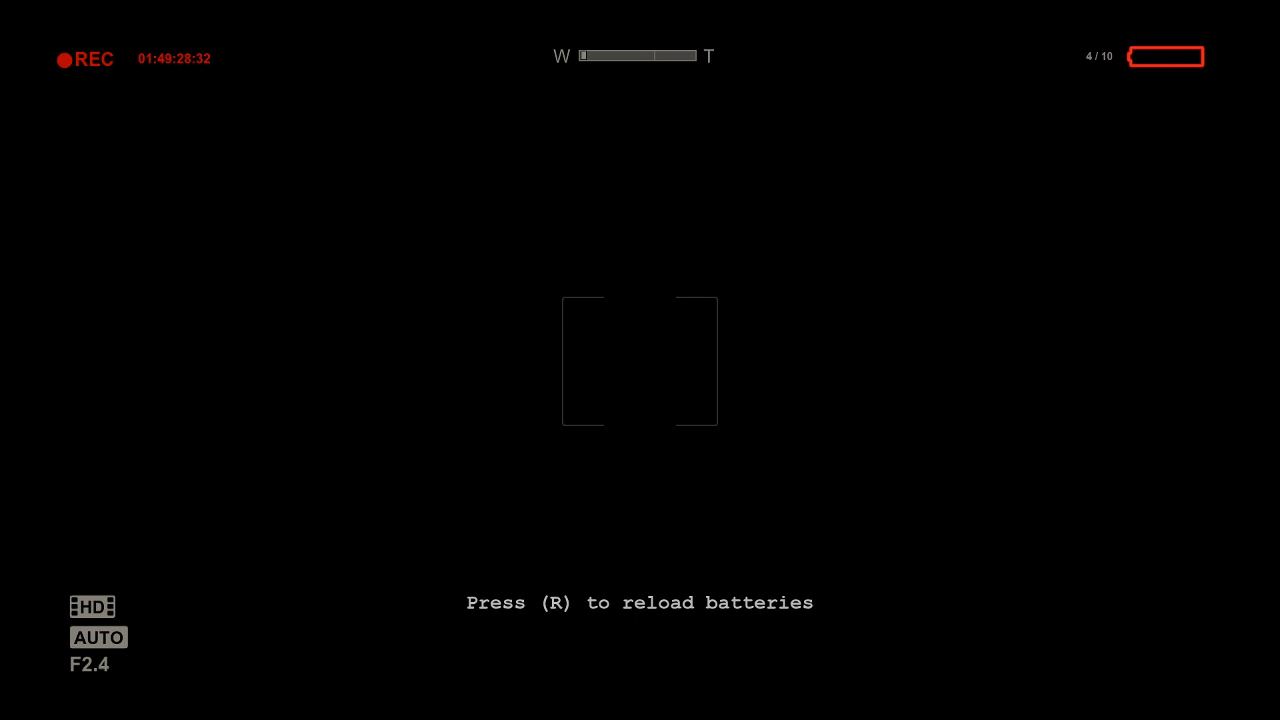 REC 01:49:28:32
W T
4 / 10
Press (R) to reload batteries
HD
AUTO
F2.4